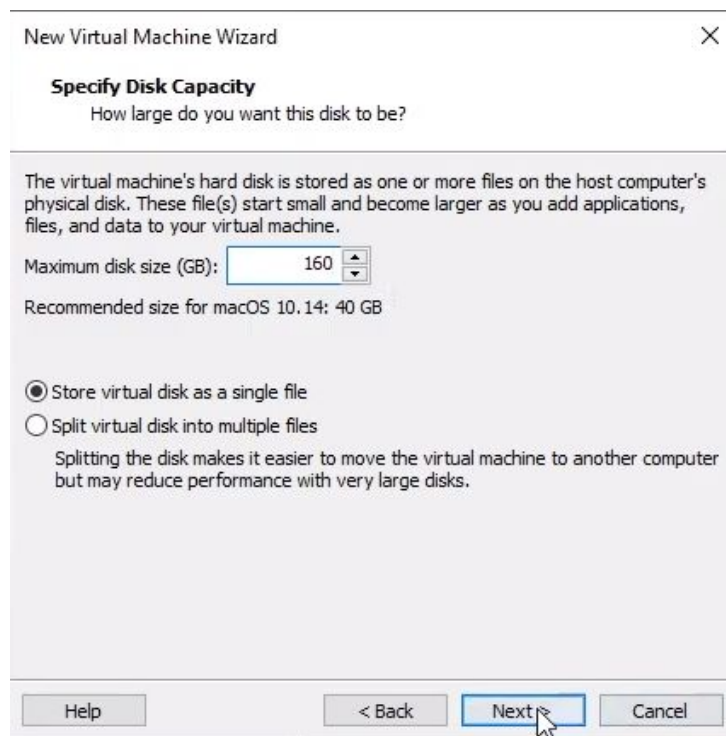 New Virtual Machine Wizard
Specify Disk Capacity
How large do you want this disk to be?
The virtual machine's hard disk is stored as one or more files on the host computer's
physical disk. These file(s) start small and become larger as you add applications,
files, and data to your virtual machine.
Maximum disk size (GB): 160
Recommended size for macOS 10.14: 40 GB
Store virtual disk as a single file
Split virtual disk into multiple files
Splitting the disk makes it easier to move the virtual machine to another computer
but may reduce performance with very large disks.
Help < Back Next > Cancel